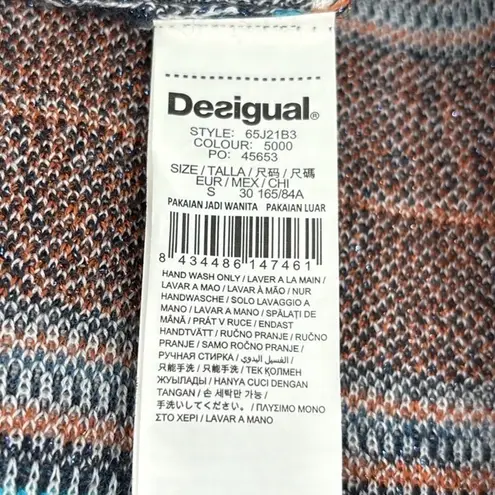 Desigual®
STYLE: 65J21B3
COLOUR: 5000
PO: 45653
SIZE / TALLA / 尺码 / 尺碼
EUR / MEX / CHI
S 30 165/84A
PAKAIAN JADI WANITA PAKAIAN LUAR
8 434486 147461
HAND WASH ONLY / LAVER A LA MAIN /
LAVAR A MAO / LAVAR À MÃO / NUR
HANDWASCHE / SOLO LAVAGGIO A
MANO / LAVAR A MANO / SPĂLAȚI DE
MÂNĂ / PRÁT V RUCE / ENDAST
HANDTVÄTT / RUČNO PRANJE / RUČNO
PRANJE / SAMO ROČNO PRANJE /
РУЧНАЯ СТИРКА / الغسيل اليدوي /
只能手洗 / 只能手洗 / ТЕК ҚОЛМЕН
ЖУЫЛАДЫ / HANYA CUCI DENGAN
TANGAN / 손 세탁만 가능 /
手洗いしてください。/ ΠΛΥΣΙΜΟ ΜΟΝΟ
ΣΤΟ ΧΕΡΙ / LAVAR A MANO